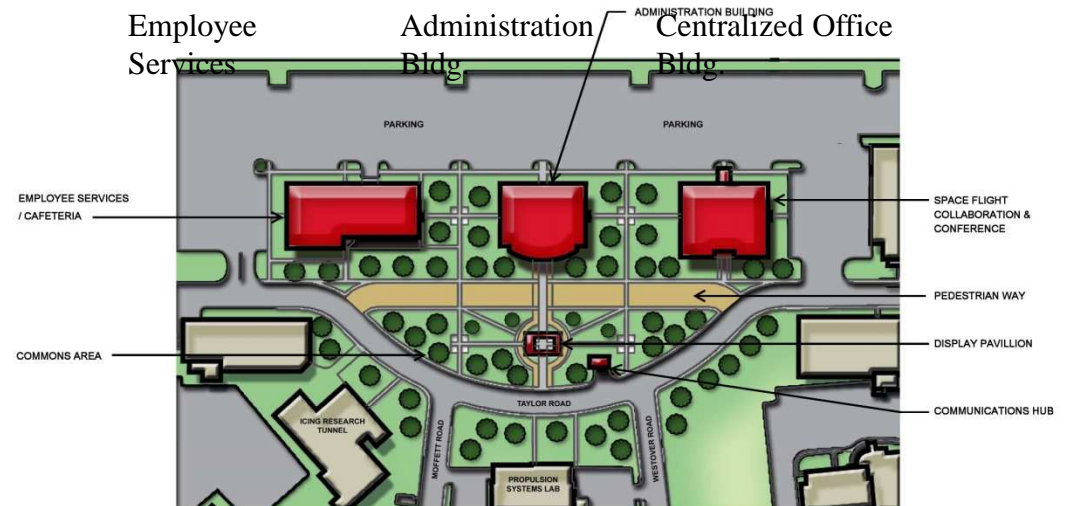 ADMINISTRATION BUILDING
Employee
Services
Administration
Bldg
Centralized Office
Bldg.
PARKING
PARKING
EMPLOYEE SERVICES
/ CAFETERIA
SPACE FLIGHT
COLLABORATION &
CONFERENCE
PEDESTRIAN WAY
DISPLAY PAVILLION
COMMONS AREA
TAYLOR ROAD
COMMUNICATIONS HUB
ICING RESEARCH
TUNNEL
MOFFETT ROAD
WESTOVER ROAD
PROPULSION
SYSTEMS LAB